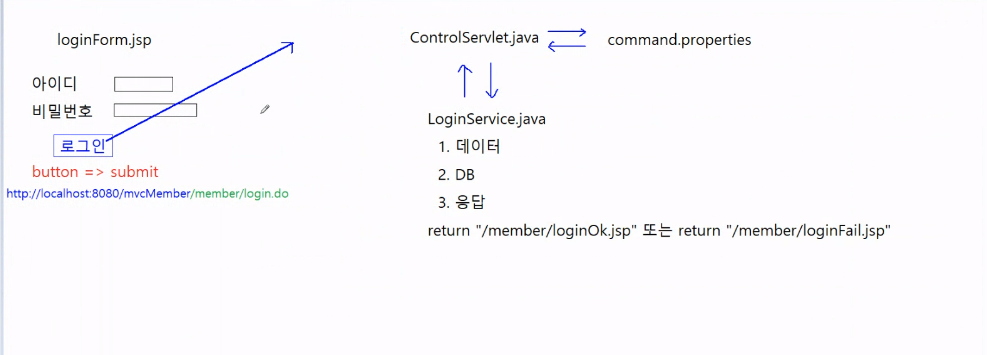 loginForm.jsp
아이디
비밀번호
로그인
button => submit
http://localhost:8080/mvcMember/member/login.do
ControlServlet.java
command.properties
LoginService.java
1. 데이터
2. DB
3. 응답
return "/member/loginOk.jsp" 또는 return "/member/loginFail.jsp"